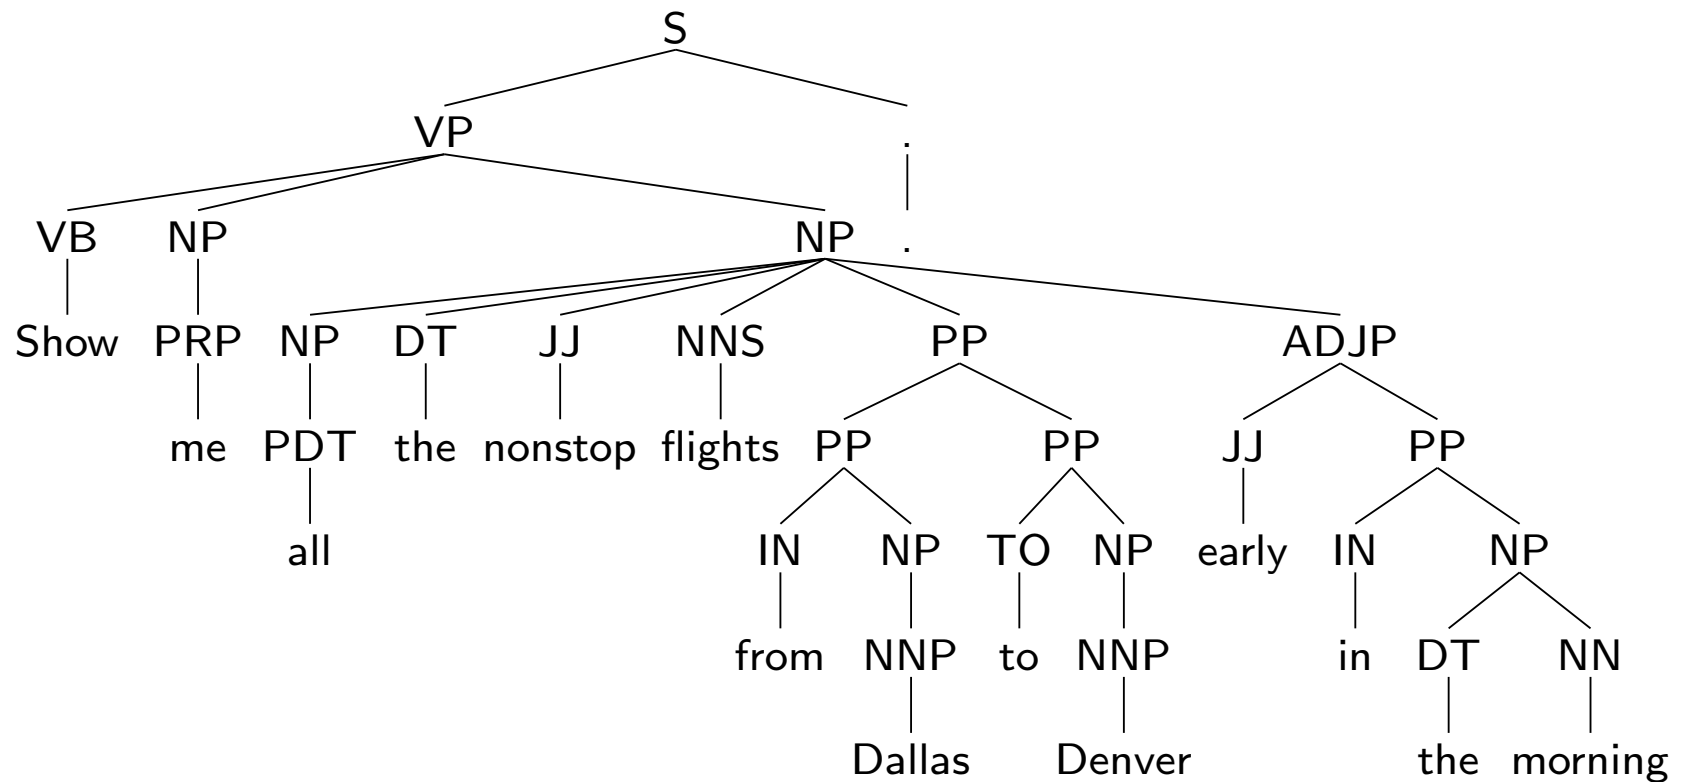 S
VP .
VB NP NP .
Show PRP NP DT JJ NNS PP ADJP
me PDT the nonstop flights PP PP JJ PP
all IN NP TO NP early IN NP
from NNP to NNP in DT NN
Dallas Denver the morning